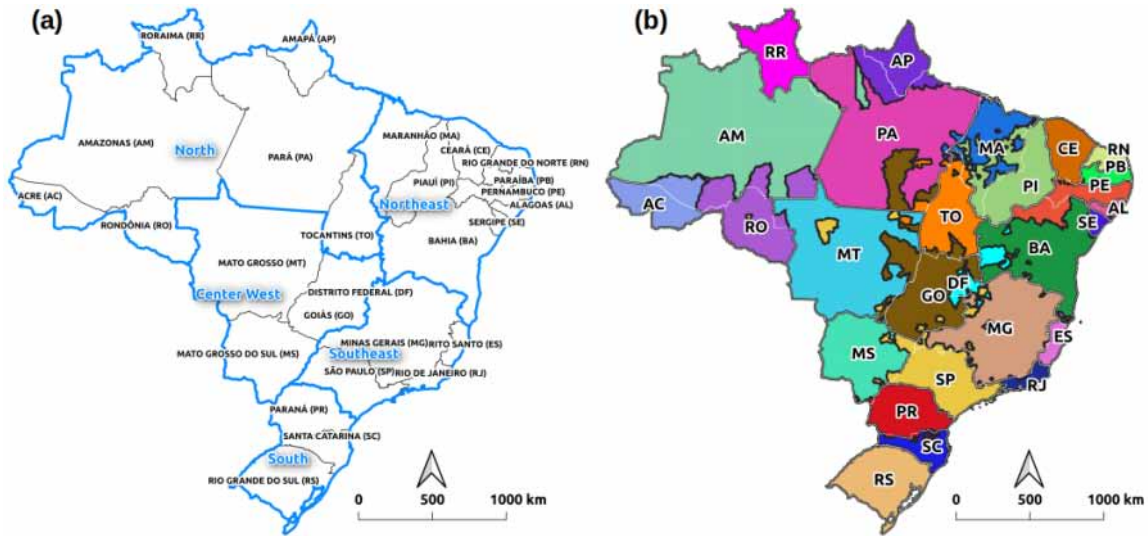 (a)
RORAIMA (RR)
AMAPÁ (AP)
AMAZONAS (AM)
North
PARÁ (PA)
MARANHÃO (MA)
CEARÁ (CE)
RIO GRANDE DO NORTE (RN)
PARAÍBA (PB)
PIAUÍ (PI)
PERNAMBUCO (PE)
ACRE (AC)
Northeast
ALAGOAS (AL)
SERGIPE (SE)
RONDÔNIA (RO)
TOCANTINS (TO)
BAHIA (BA)
MATO GROSSO (MT)
Center West
DISTRITO FEDERAL (DF)
GOIÁS (GO)
MINAS GERAIS (MG)
RITO SANTO (ES)
Southeast
MATO GROSSO DO SUL (MS)
SÃO PAULO (SP)
RIO DE JANEIRO (RJ)
PARANÁ (PR)
SANTA CATARINA (SC)
South
RIO GRANDE DO SUL (RS)
0 500 1000 km
(b)
RR
AP
AM
PA
MA
CE
RN
PB
PI
PE
AC
AL
TO
SE
RO
MT
BA
DF
GO
MG
ES
MS
SP
RJ
PR
SC
RS
0 500 1000 km